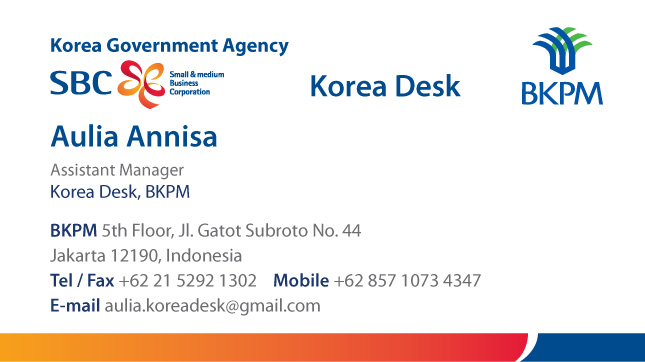 Korea Government Agency
SBC Small & medium
Business
Corporation
Korea Desk
BKPM
Aulia Annisa
Assistant Manager
Korea Desk, BKPM
BKPM 5th Floor, Jl. Gatot Subroto No. 44
Jakarta 12190, Indonesia
Tel / Fax +62 21 5292 1302 Mobile +62 857 1073 4347
E-mail aulia.koreadesk@gmail.com